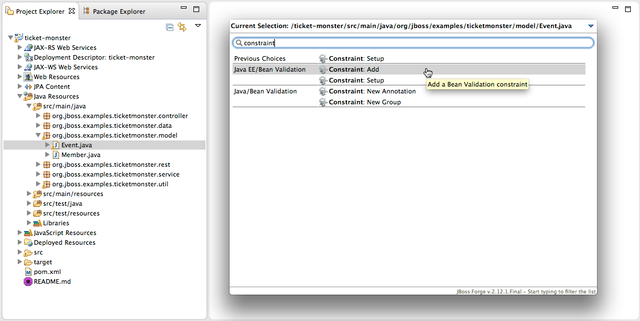 Project Explorer
Package Explorer
ticket-monster
JAX-RS Web Services
Deployment Descriptor: ticket-monster
JAX-WS Web Services
Web Resources
JPA Content
Java Resources
src/main/java
org.jboss.examples.ticketmonster.controller
org.jboss.examples.ticketmonster.data
org.jboss.examples.ticketmonster.model
Event.java
Member.java
org.jboss.examples.ticketmonster.rest
org.jboss.examples.ticketmonster.service
org.jboss.examples.ticketmonster.util
src/main/resources
src/test/java
src/test/resources
Libraries
JavaScript Resources
Deployed Resources
src
target
pom.xml
README.md
Current Selection: /ticket-monster/src/main/java/org/jboss/examples/ticketmonster/model/Event.java
constraint
Previous Choices Constraint: Setup
Java EE/Bean Validation Constraint: Add
Constraint: Setup
Add a Bean Validation constraint
Java/Bean Validation Constraint: New Annotation
Constraint: New Group
JBoss Forge v.2.12.1.Final - Start typing to filter the list